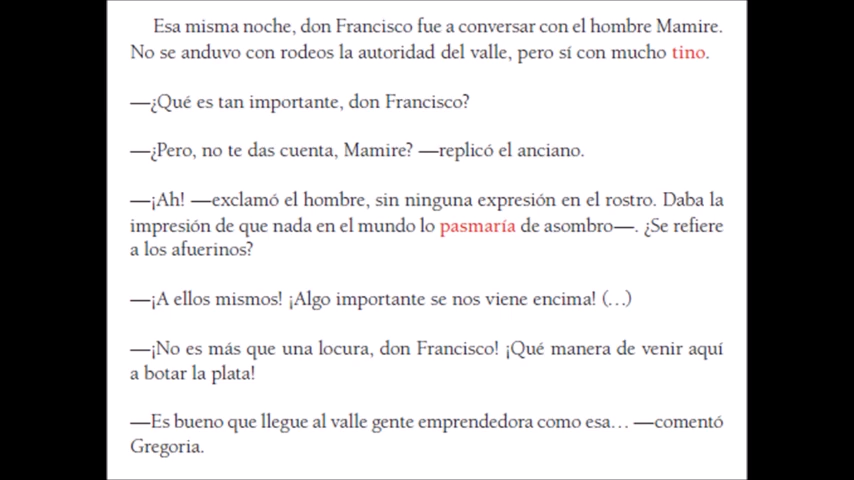 Esa misma noche, don Francisco fue a conversar con el hombre Mamire.
No se anduvo con rodeos la autoridad del valle, pero sí con mucho tino.
—¿Qué es tan importante, don Francisco?
—¿Pero, no te das cuenta, Mamire? —replicó el anciano.
—¡Ah! —exclamó el hombre, sin ninguna expresión en el rostro. Daba la
impresión de que nada en el mundo lo pasmaría de asombro—. ¿Se refiere
a los afuerinos?
—¡A ellos mismos! ¡Algo importante se nos viene encima! (…)
—¡No es más que una locura, don Francisco! ¡Qué manera de venir aquí
a botar la plata!
—Es bueno que llegue al valle gente emprendedora como esa… —comentó
Gregoria.